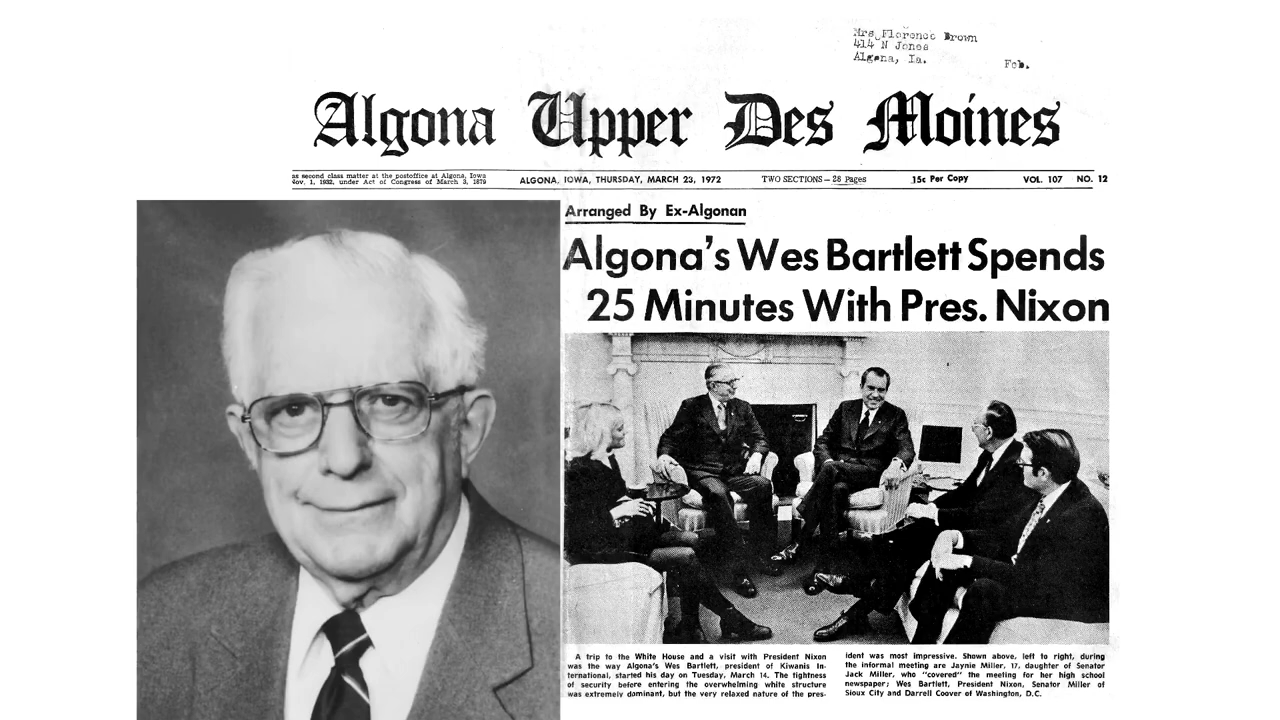 Mrs. Florence Brown
414 N Jones
Algona, Ia.
Feb.
Algona Upper Des Moines
as second class matter at the postoffice at Algona, Iowa
Nov. 1, 1932, under Act of Congress of March 3, 1879
ALGONA, IOWA, THURSDAY, MARCH 23, 1972
TWO SECTIONS — 28 Pages
15c Per Copy
VOL. 107 NO. 12
Arranged By Ex-Algonan
Algona's Wes Bartlett Spends
25 Minutes With Pres. Nixon
A trip to the White House and a visit with President Nixon
was the way Algona's Wes Bartlett, president of Kiwanis In-
ternational, started his day on Tuesday, March 14. The tightness
of security before entering the overwhelming white structure
was extremely dominant, but the very relaxed nature of the pres-
ident was most impressive. Shown above, left to right, during
the informal meeting are Jaynie Miller, 17, daughter of Senator
Jack Miller, who "covered" the meeting for her high school
newspaper; Wes Bartlett, President Nixon, Senator Miller of
Sioux City and Darrell Coover of Washington, D.C.